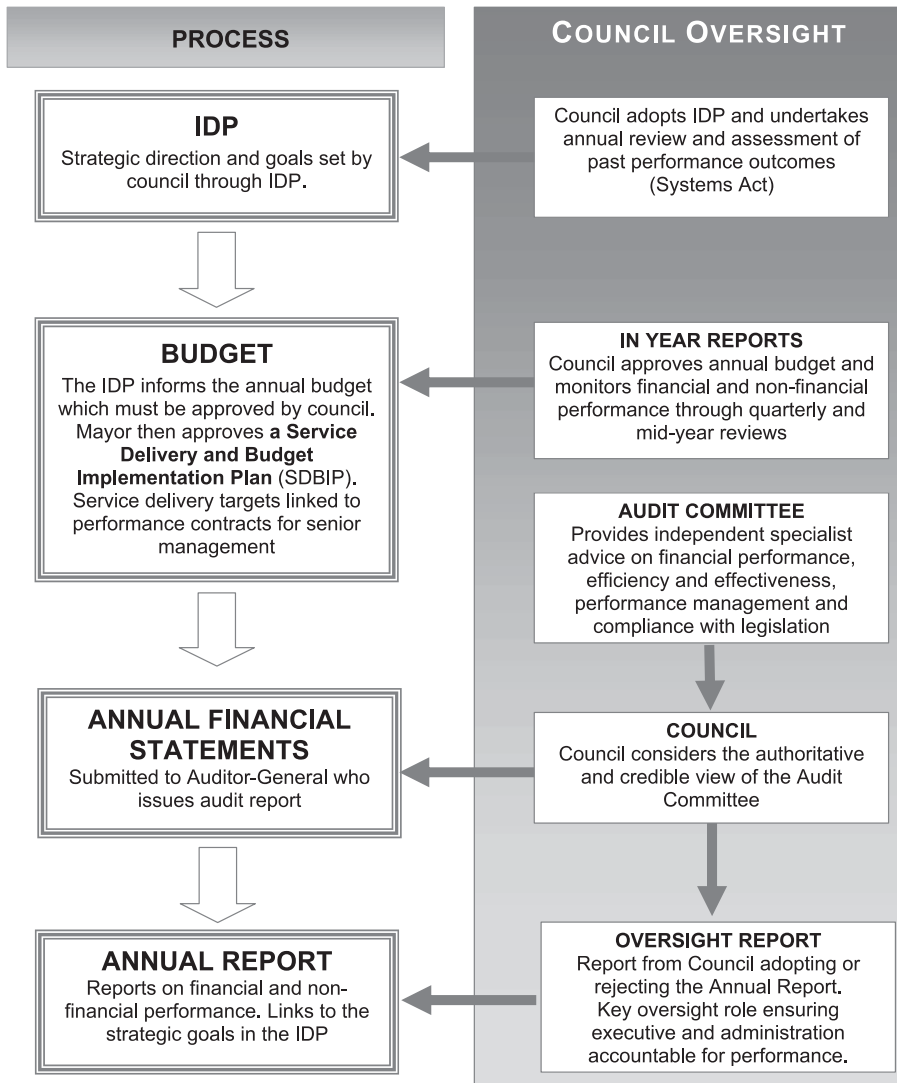 PROCESS
COUNCIL OVERSIGHT
IDP
Strategic direction and goals set by
council through IDP.
Council adopts IDP and undertakes
annual review and assessment of
past performance outcomes
(Systems Act)
BUDGET
The IDP informs the annual budget
which must be approved by council.
Mayor then approves a Service
Delivery and Budget
Implementation Plan (SDBIP).
Service delivery targets linked to
performance contracts for senior
management
IN YEAR REPORTS
Council approves annual budget and
monitors financial and non-financial
performance through quarterly and
mid-year reviews
AUDIT COMMITTEE
Provides independent specialist
advice on financial performance,
efficiency and effectiveness,
performance management and
compliance with legislation
ANNUAL FINANCIAL
STATEMENTS
Submitted to Auditor-General who
issues audit report
COUNCIL
Council considers the authoritative
and credible view of the Audit
Committee
ANNUAL REPORT
Reports on financial and non-
financial performance. Links to the
strategic goals in the IDP
OVERSIGHT REPORT
Report from Council adopting or
rejecting the Annual Report.
Key oversight role ensuring
executive and administration
accountable for performance.